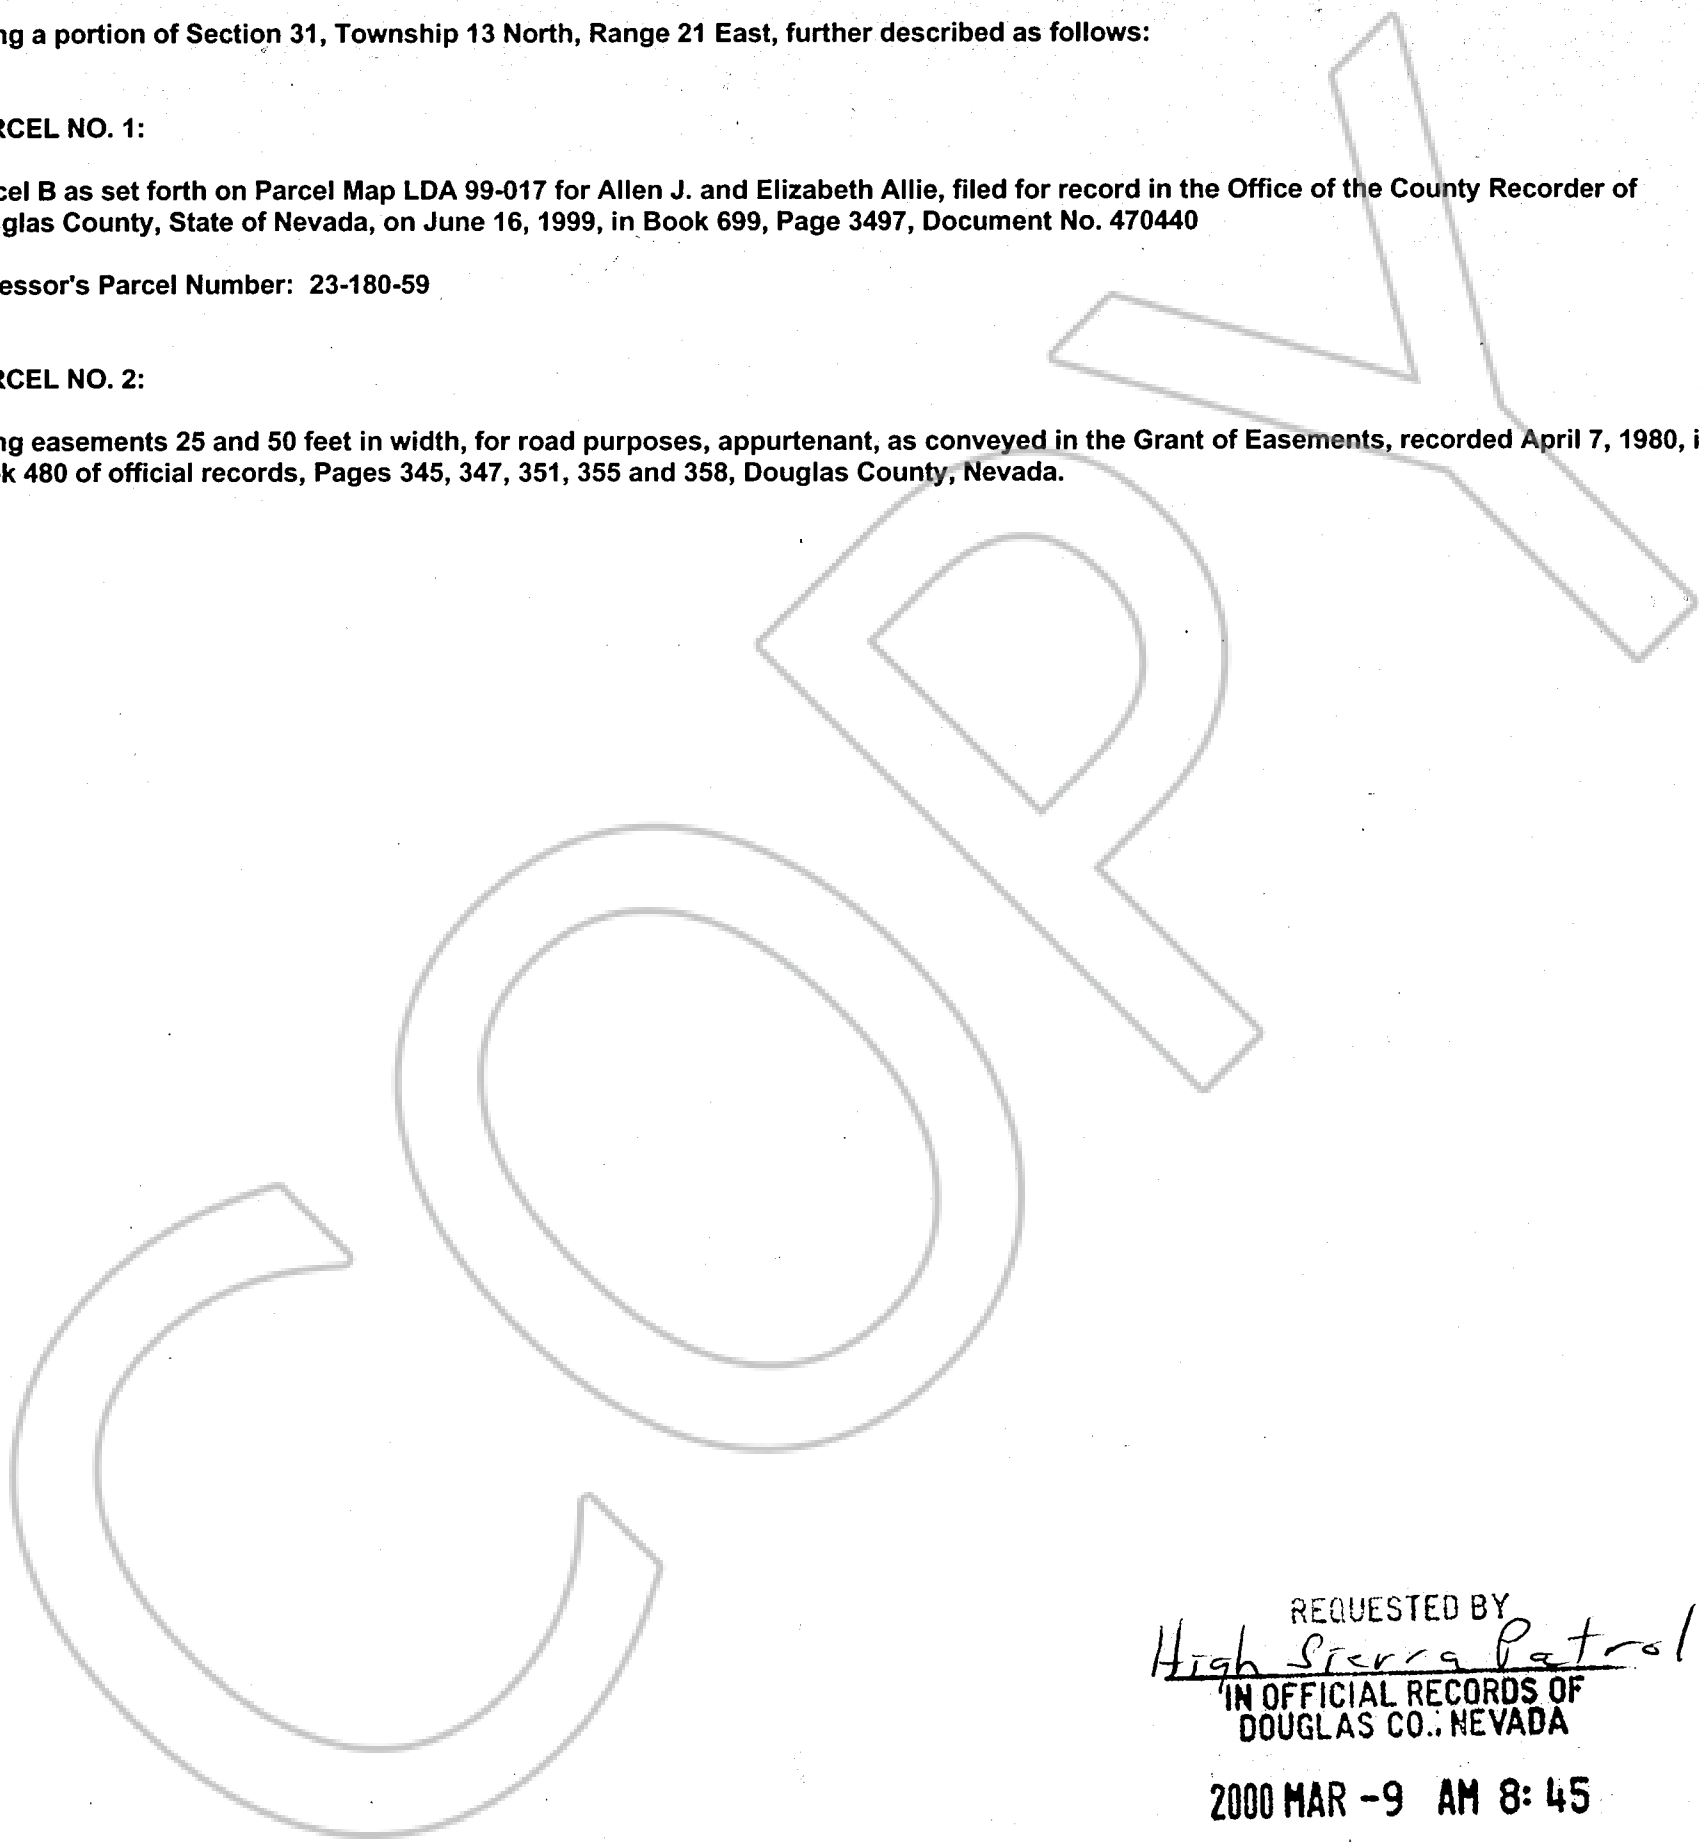 ng a portion of Section 31, Township 13 North, Range 21 East, further described as follows:
RCEL NO. 1:
cel B as set forth on Parcel Map LDA 99-017 for Allen J. and Elizabeth Allie, filed for record in the Office of the County Recorder of
glas County, State of Nevada, on June 16, 1999, in Book 699, Page 3497, Document No. 470440
essor's Parcel Number: 23-180-59
RCEL NO. 2:
ng easements 25 and 50 feet in width, for road purposes, appurtenant, as conveyed in the Grant of Easements, recorded April 7, 1980, i
k 480 of official records, Pages 345, 347, 351, 355 and 358, Douglas County, Nevada.
COPY
REQUESTED BY
High Sierra Patrol
IN OFFICIAL RECORDS OF
DOUGLAS CO., NEVADA
2000 MAR -9 AM 8:45